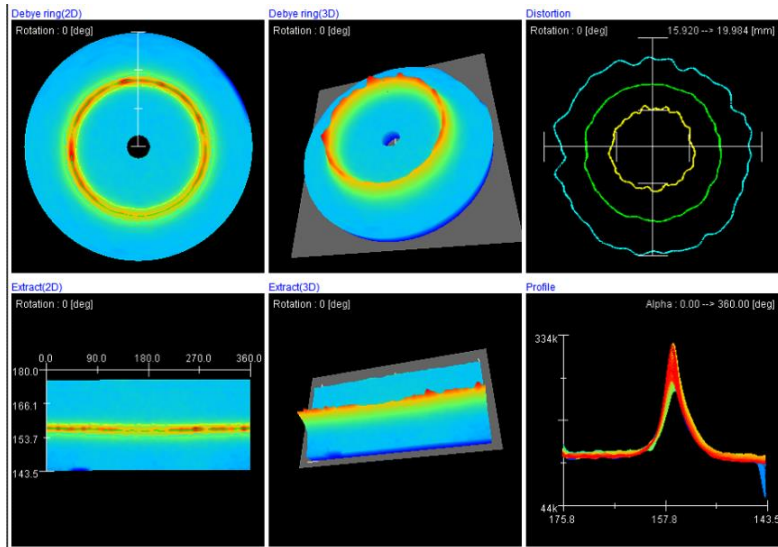 Debye ring(2D)
Rotation : 0 [deg]
Debye ring(3D)
Rotation : 0 [deg]
Distortion
Rotation : 0 [deg]
15.920 --> 19.984 [mm]
Extract(2D)
Rotation : 0 [deg]
0.0 90.0 180.0 270.0 360.0
180.0
166.1
153.7
143.5
Extract(3D)
Rotation : 0 [deg]
Profile
Alpha : 0.00 --> 360.00 [deg]
334k
44k
175.8 157.8 143.5